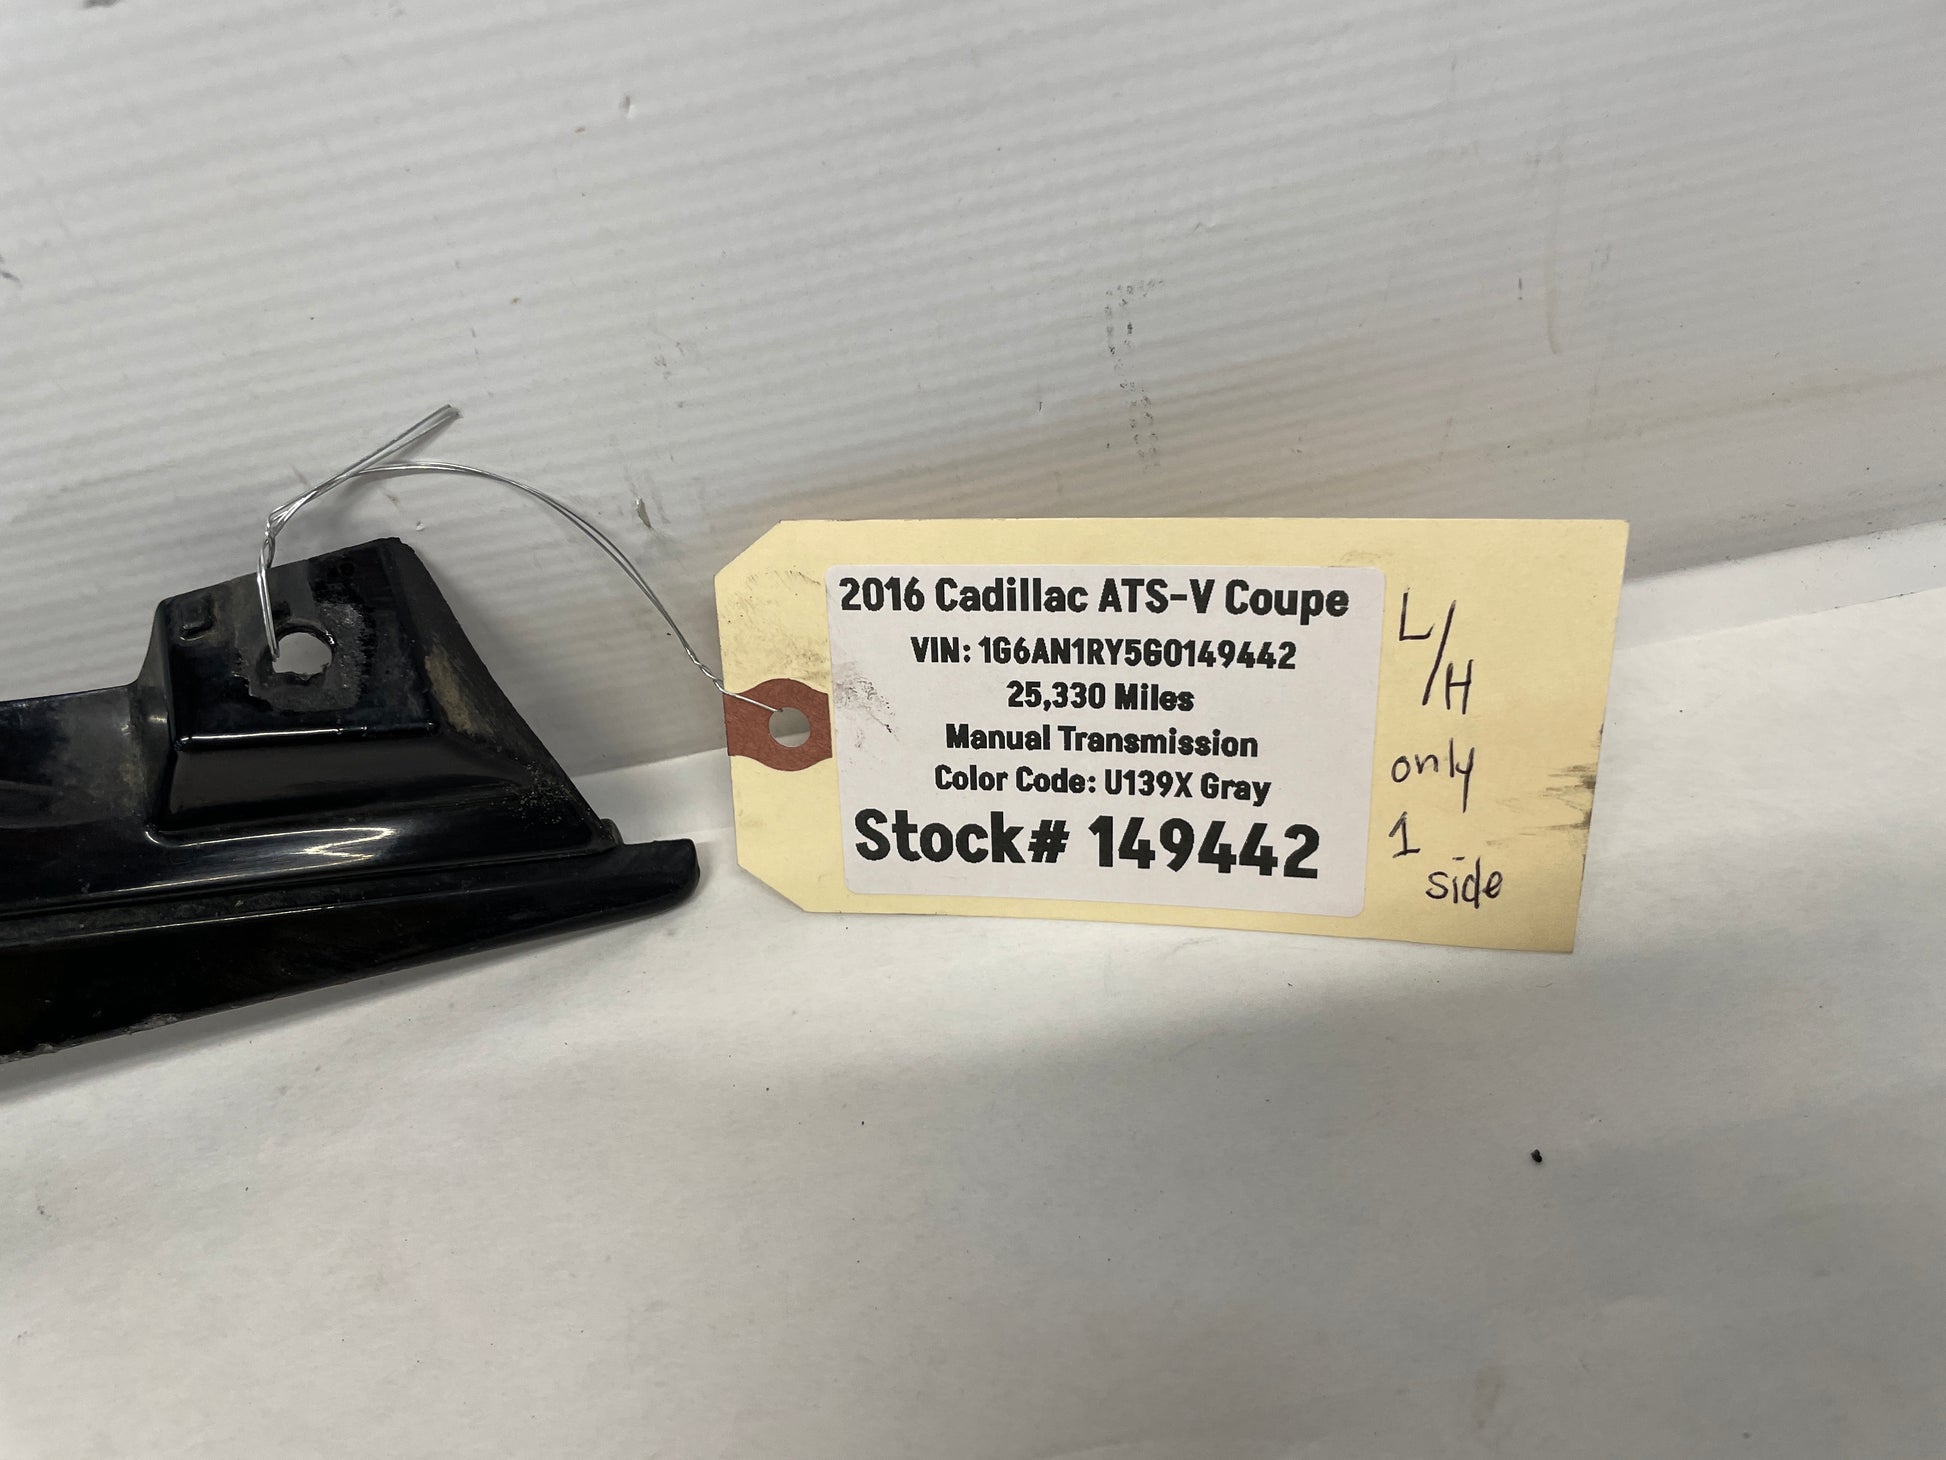 2016 Cadillac ATS-V Coupe
VIN: 1G6AN1RY5G0149442
25,330 Miles
Manual Transmission
Color Code: U139X Gray
Stock# 149442
L/H
only
1
side